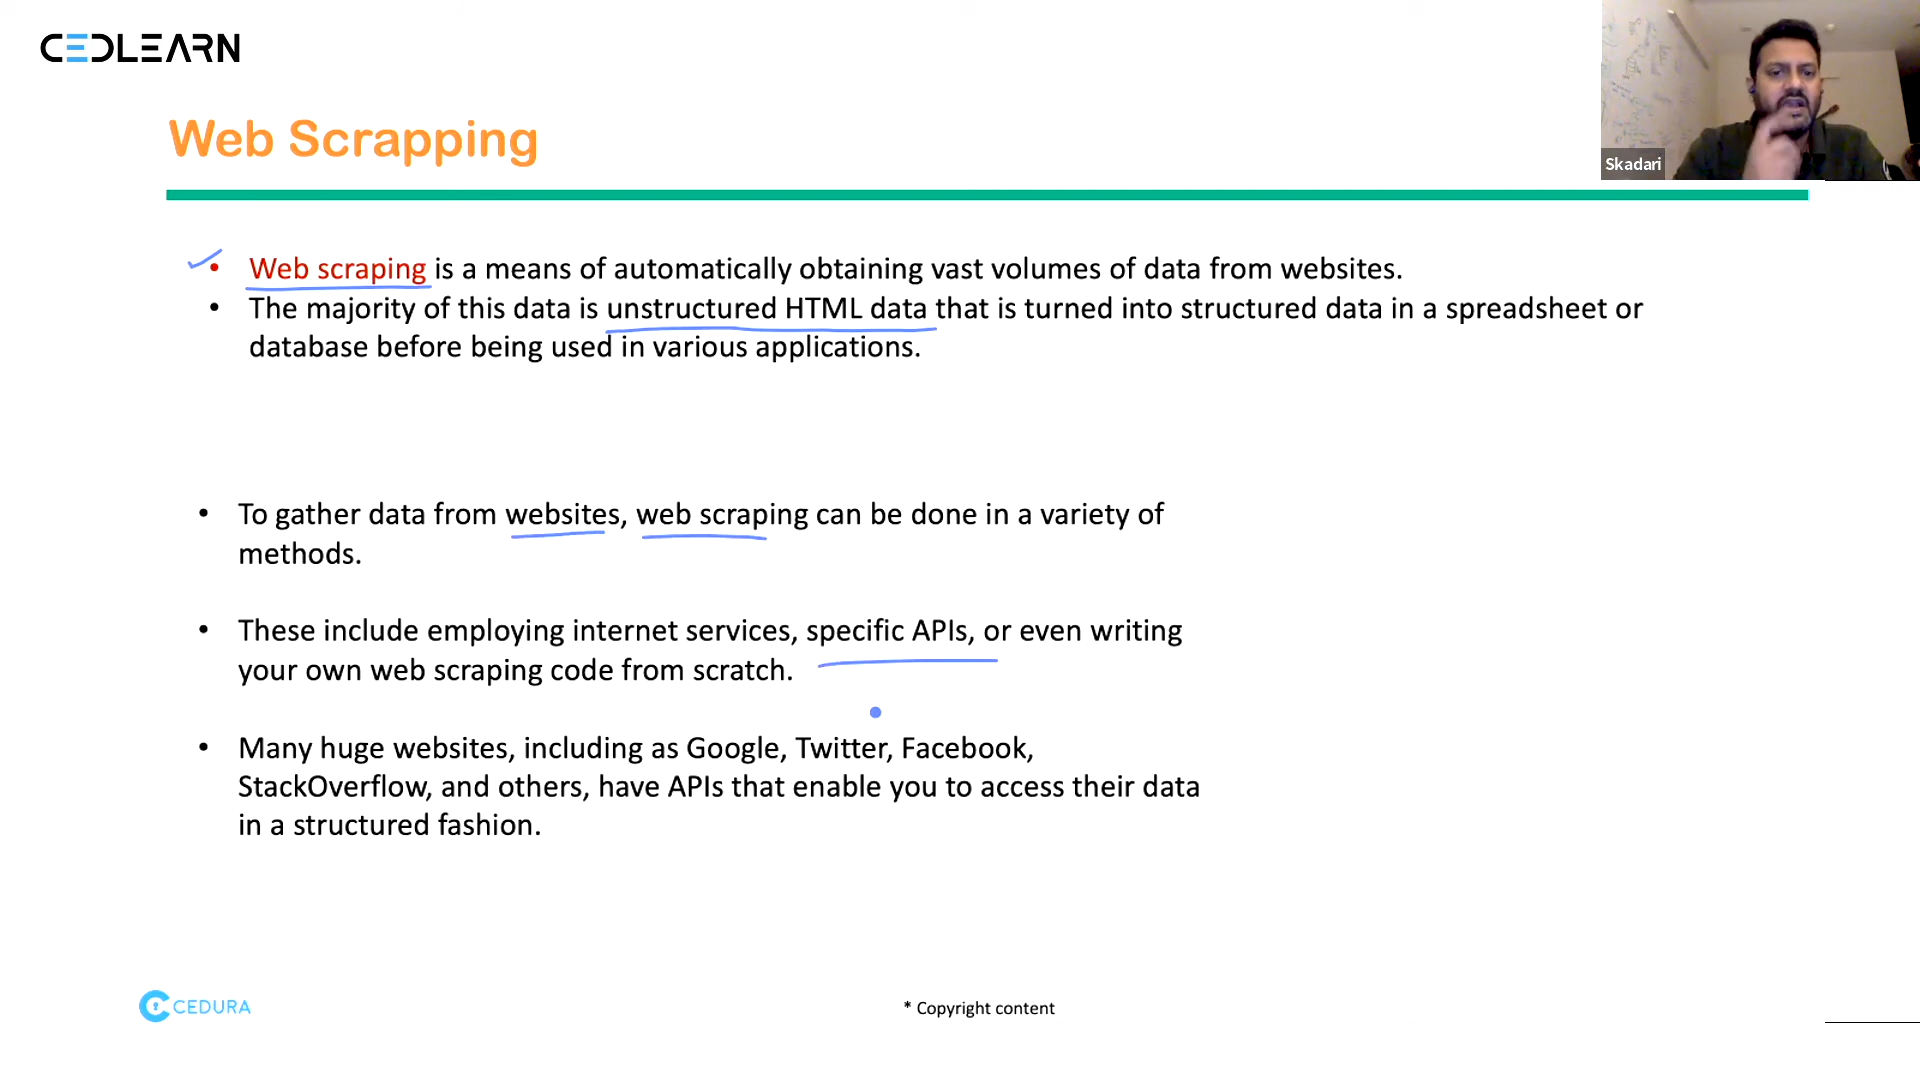 CEDLEARN
Skadari
Web Scrapping
• Web scraping is a means of automatically obtaining vast volumes of data from websites.
• The majority of this data is unstructured HTML data that is turned into structured data in a spreadsheet or
database before being used in various applications.
• To gather data from websites, web scraping can be done in a variety of
methods.
• These include employing internet services, specific APIs, or even writing
your own web scraping code from scratch.
• Many huge websites, including as Google, Twitter, Facebook,
StackOverflow, and others, have APIs that enable you to access their data
in a structured fashion.
CEDURA
* Copyright content